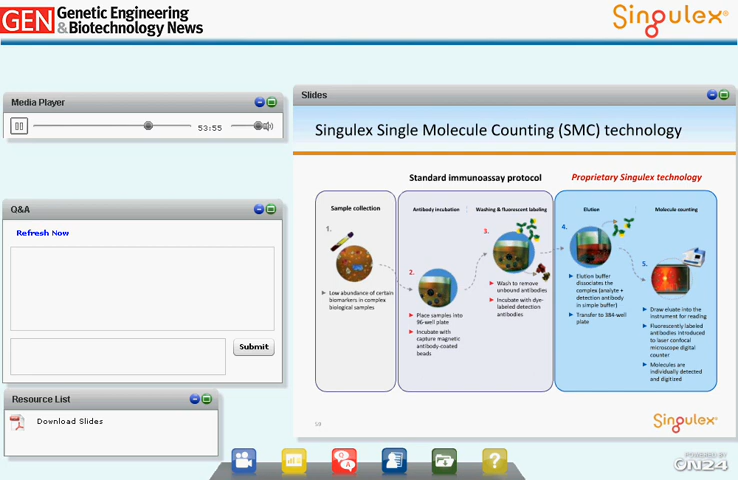 GEN Genetic Engineering
& Biotechnology News
Singulex®
Media Player
53:55
Q&A
Refresh Now
Submit
Resource List
Download Slides
Slides
Singulex Single Molecule Counting (SMC) technology
Standard immunoassay protocol
Proprietary Singulex technology
Sample collection
1.
Low abundance of certain
biomarkers in complex
biological samples
Antibody incubation
2.
Place samples into
96-well plate
Incubate with
capture magnetic
antibody-coated
beads
Washing & fluorescent labeling
3.
Wash to remove
unbound antibodies
Incubate with dye-
labeled detection
antibodies
Elution
4.
Elution buffer
dissociates the
complex (analyte +
detection antibody
in simple buffer)
Transfer to 384-well
plate
Molecule counting
5.
Draw eluate into the
instrument for reading
Fluorescently labeled
antibodies introduced
to laser confocal
microscope digital
counter
Molecules are
individually detected
and digitized
Singulex®
Q
A
?
POWERED BY
ON24